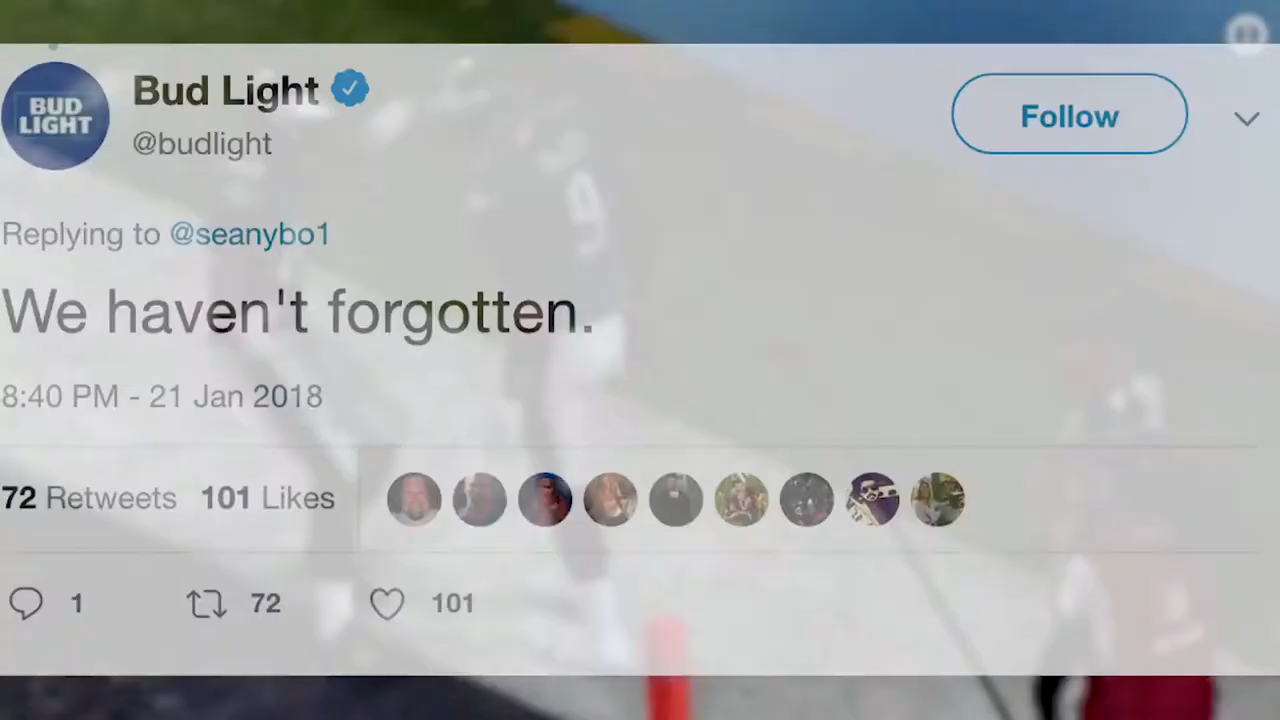 BUD
LIGHT
Bud Light
@budlight
Follow
Replying to @seanybo1
We haven't forgotten.
8:40 PM - 21 Jan 2018
72 Retweets 101 Likes
1 72 101
9